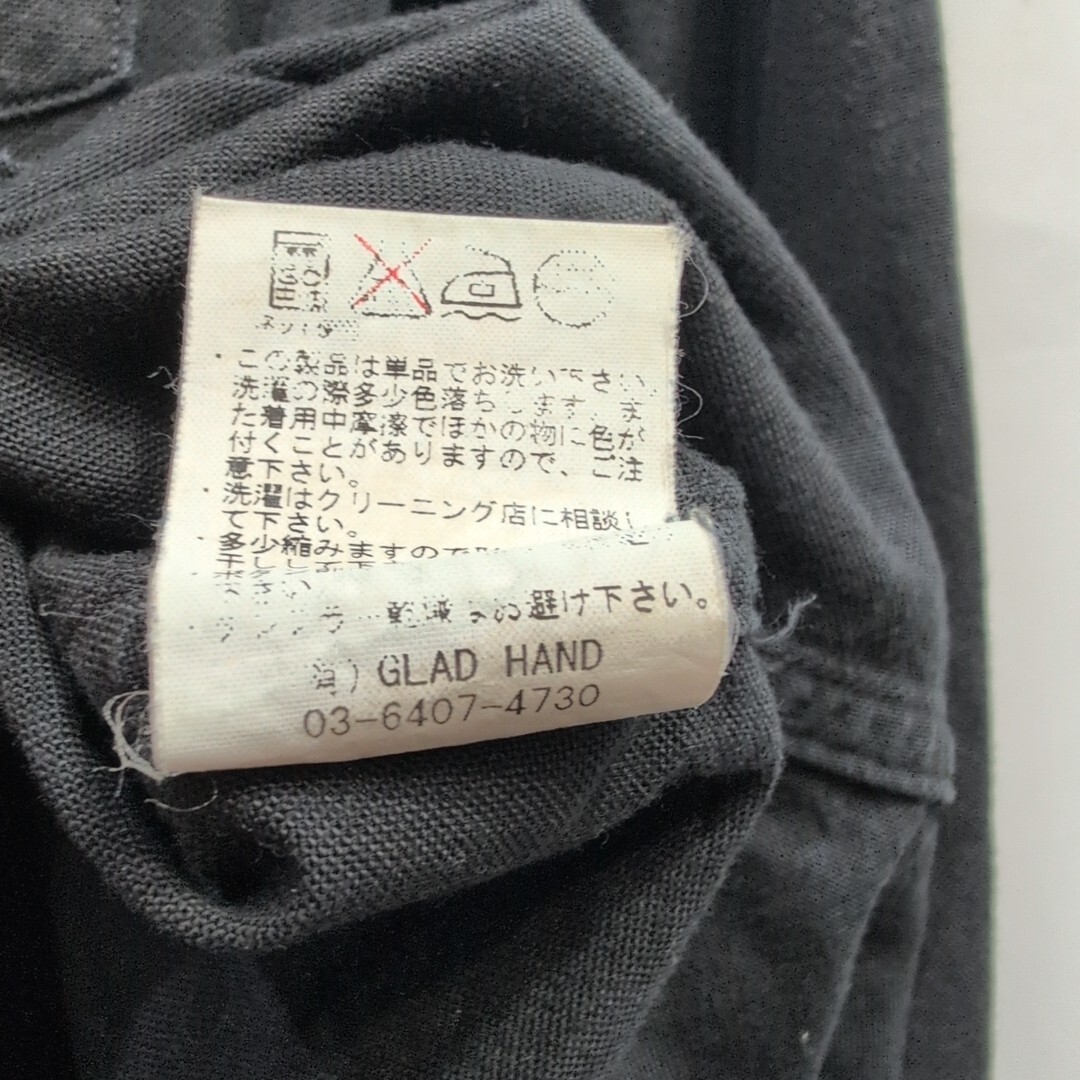 ・この製品は単品でお洗い下さい。
洗濯の際多少色落ちします。ま
た着用中摩擦でほかの物に色が
付くことがありますので、ご注
意下さい。
・洗濯はクリーニング店に相談し
て下さい。
・多少縮みますので
乾燥はお避け下さい。
GLAD HAND
03-6407-4730